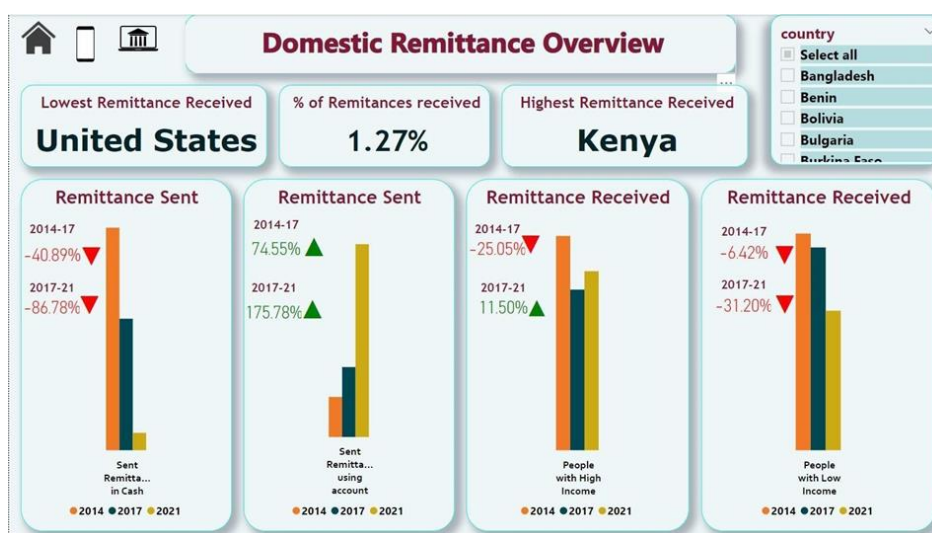 Domestic Remittance Overview
country
Select all
Bangladesh
Benin
Bolivia
Bulgaria
Burkina Faso
...
Lowest Remittance Received
United States
% of Remitances received
1.27%
Highest Remittance Received
Kenya
Remittance Sent
2014-17
-40.89%
2017-21
-86.78%
Sent
Remitta...
in Cash
2014 2017 2021
Remittance Sent
2014-17
74.55%
2017-21
175.78%
Sent
Remitta...
using
account
2014 2017 2021
Remittance Received
2014-17
-25.05%
2017-21
11.50%
People
with High
Income
2014 2017 2021
Remittance Received
2014-17
-6.42%
2017-21
-31.20%
People
with Low
Income
2014 2017 2021